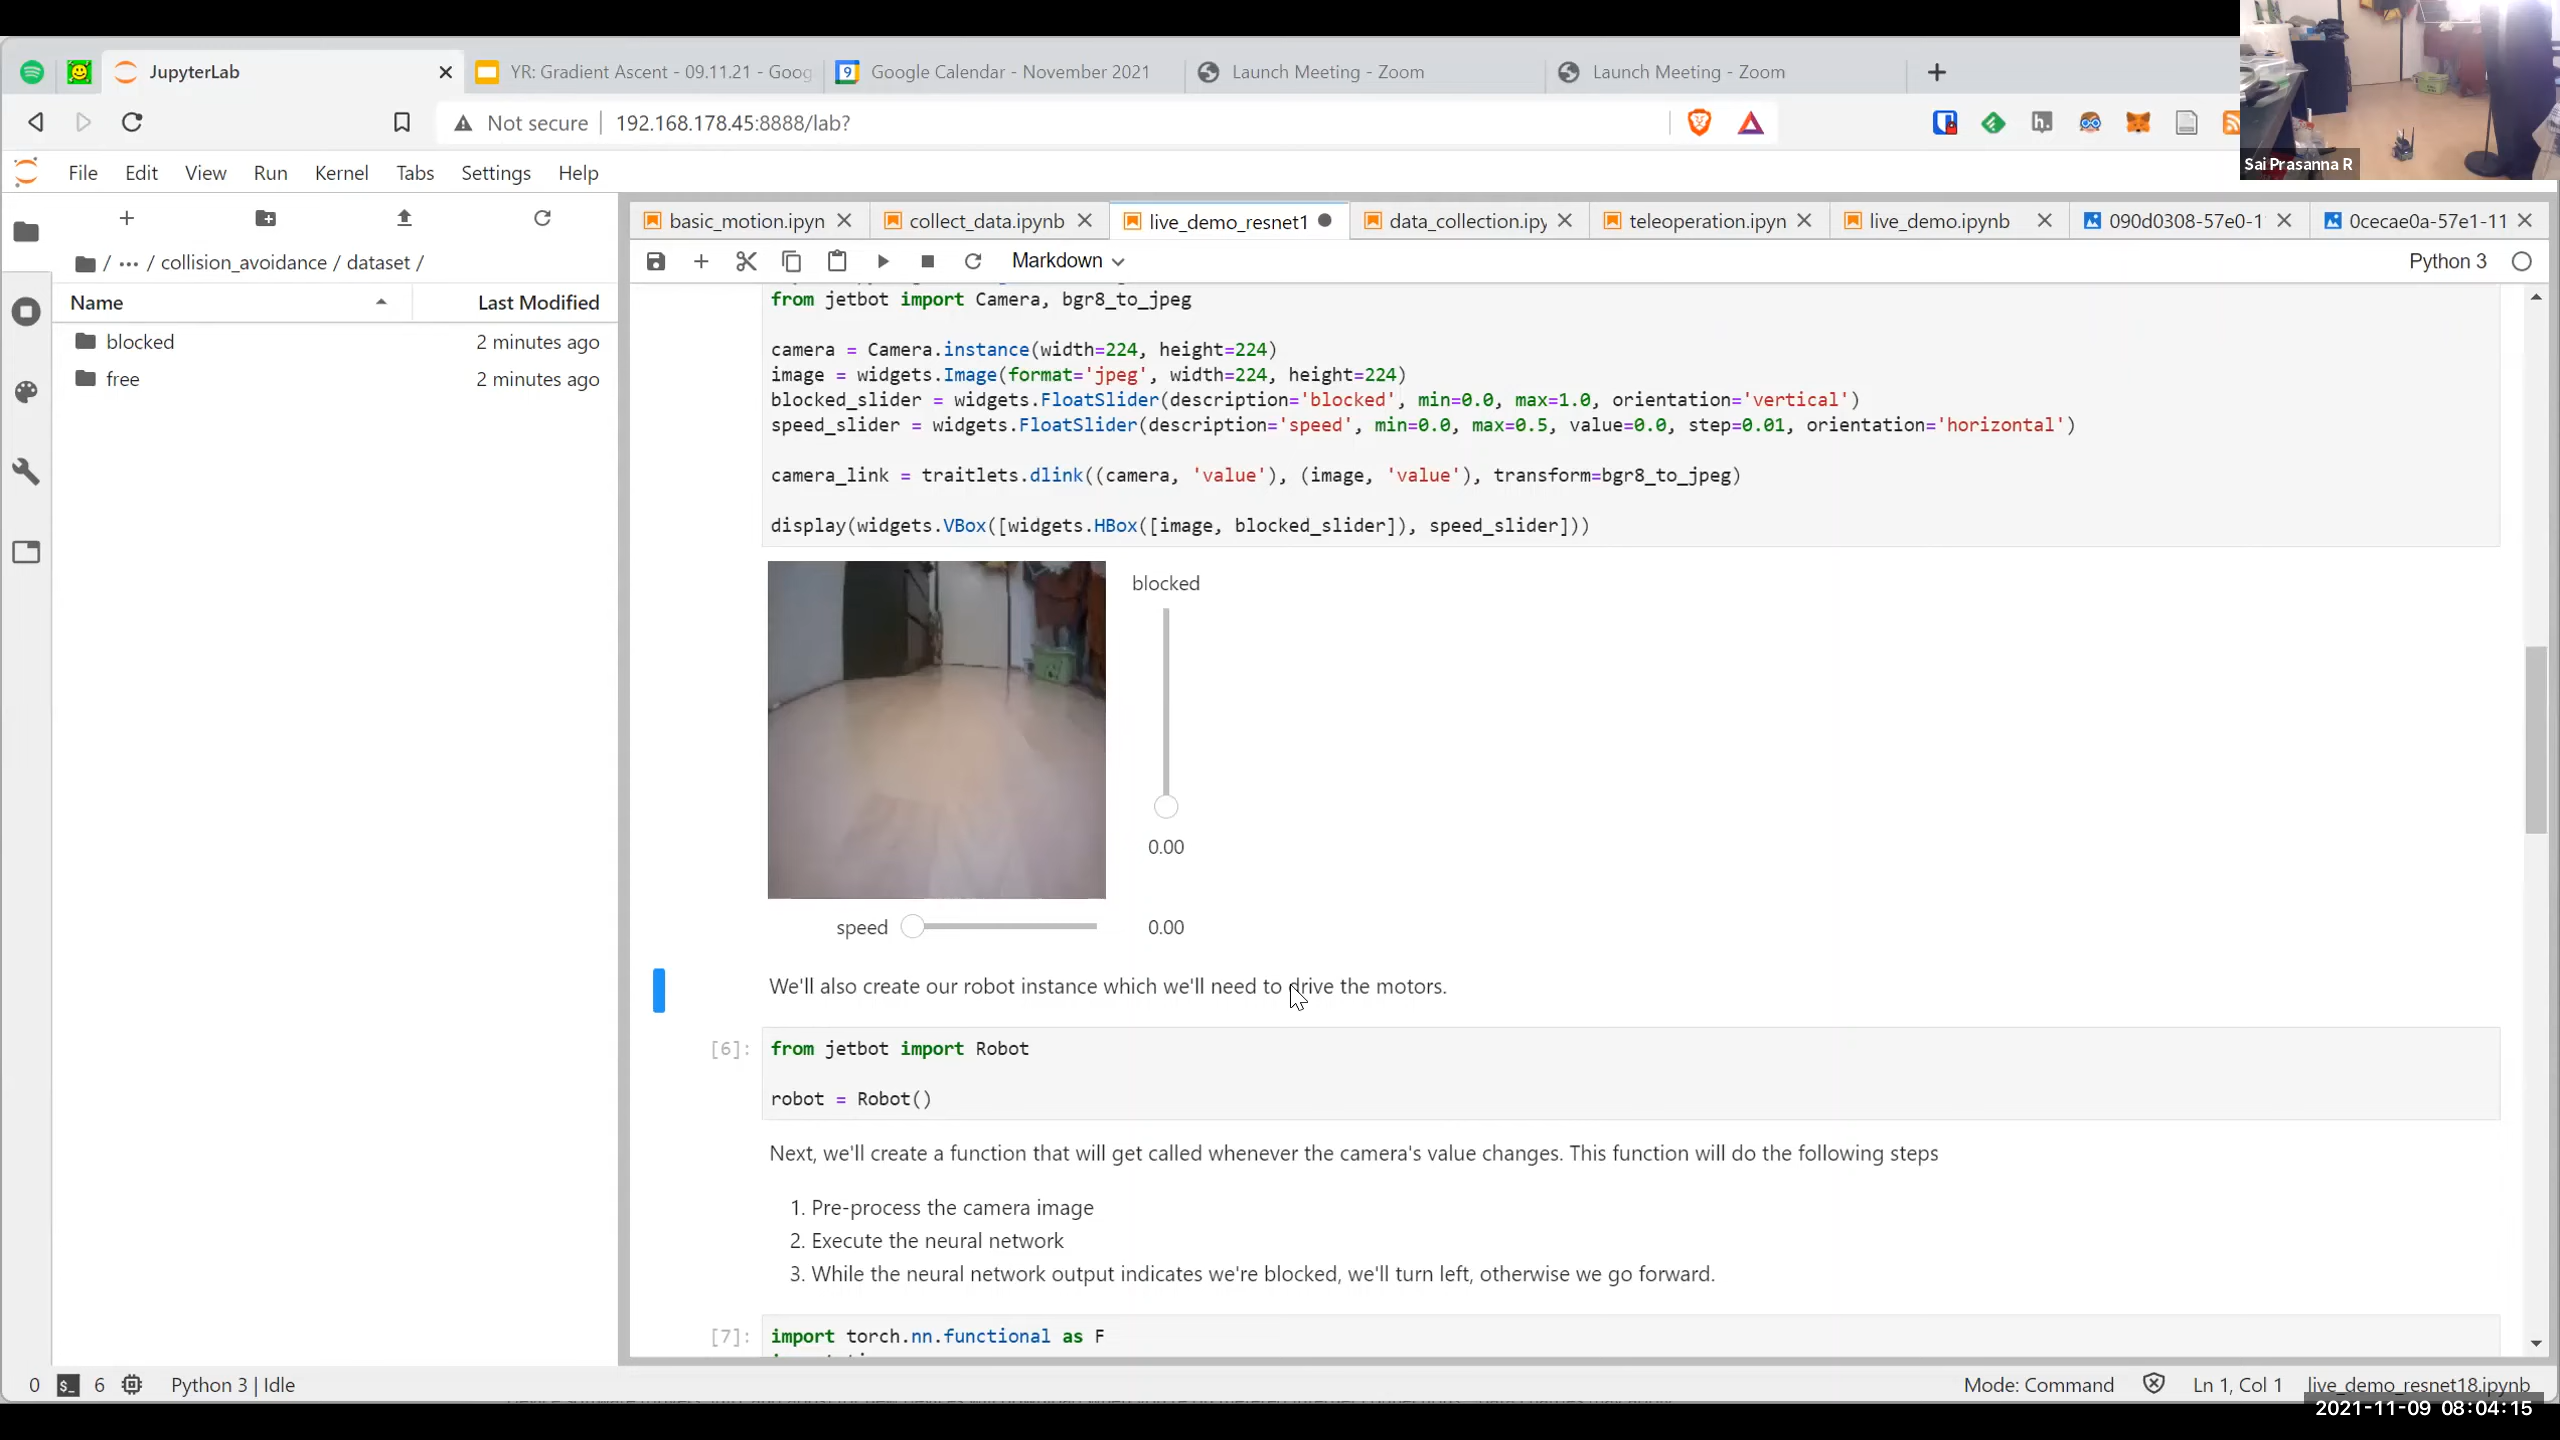 JupyterLab
YR: Gradient Ascent - 09.11.21 - Goog
9
Google Calendar - November 2021
Launch Meeting - Zoom
Launch Meeting - Zoom
Not secure
192.168.178.45:8888/lab?
h.
Sai Prasanna R
File Edit View Run Kernel Tabs Settings Help
basic_motion.ipyn
collect_data.ipynb
live_demo_resnet1
data_collection.ipy
teleoperation.ipyn
live_demo.ipynb
090d0308-57e0-1
0cecae0a-57e1-11
/ ··· / collision_avoidance / dataset /
Markdown
Python 3
Name Last Modified
blocked 2 minutes ago
free 2 minutes ago
from jetbot import Camera, bgr8_to_jpeg
camera = Camera.instance(width=224, height=224)
image = widgets.Image(format='jpeg', width=224, height=224)
blocked_slider = widgets.FloatSlider(description='blocked', min=0.0, max=1.0, orientation='vertical')
speed_slider = widgets.FloatSlider(description='speed', min=0.0, max=0.5, value=0.0, step=0.01, orientation='horizontal')
camera_link = traitlets.dlink((camera, 'value'), (image, 'value'), transform=bgr8_to_jpeg)
display(widgets.VBox([widgets.HBox([image, blocked_slider]), speed_slider]))
blocked
0.00
speed 0.00
We'll also create our robot instance which we'll need to drive the motors.
[6]: from jetbot import Robot
robot = Robot()
Next, we'll create a function that will get called whenever the camera's value changes. This function will do the following steps
1. Pre-process the camera image
2. Execute the neural network
3. While the neural network output indicates we're blocked, we'll turn left, otherwise we go forward.
[7]: import torch.nn.functional as F
0 $_ 6 Python 3 | Idle
Mode: Command Ln 1, Col 1 live_demo_resnet18.ipynb
2021-11-09 08:04:15